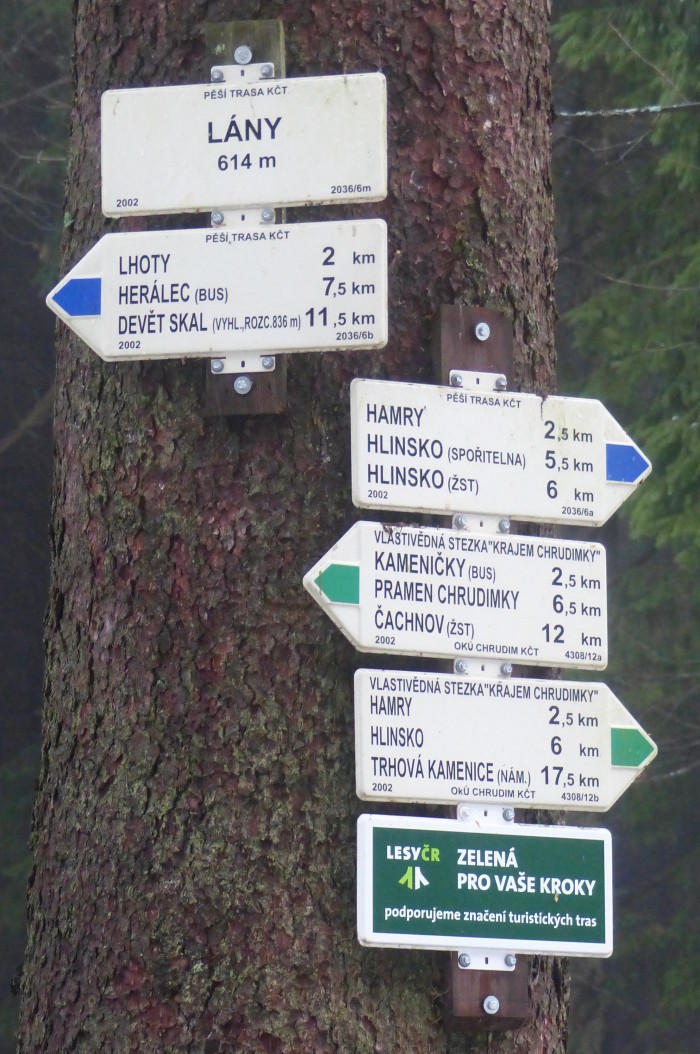 PĚŠÍ TRASA KČT
LÁNY
614 m
2002 2036/6m
PĚŠÍ TRASA KČT
LHOTY 2 km
HERÁLEC (BUS) 7,5 km
DEVĚT SKAL (VYHL.,ROZC.836 m) 11,5 km
2002 2036/6b
PĚŠÍ TRASA KČT
HAMRY 2,5 km
HLINSKO (SPOŘITELNA) 5,5 km
HLINSKO (ŽST) 6 km
2002 2036/6a
VLASTIVĚDNÁ STEZKA"KRAJEM CHRUDIMKY"
KAMENIČKY (BUS) 2,5 km
PRAMEN CHRUDIMKY 6,5 km
ČACHNOV (ŽST) 12 km
2002 OKÚ CHRUDIM KČT 4308/12a
VLASTIVĚDNÁ STEZKA"KRAJEM CHRUDIMKY"
HAMRY 2,5 km
HLINSKO 6 km
TRHOVÁ KAMENICE (NÁM.) 17,5 km
2002 OKÚ CHRUDIM KČT 4308/12b
LESYČR ZELENÁ
PRO VAŠE KROKY
podporujeme značení turistických tras